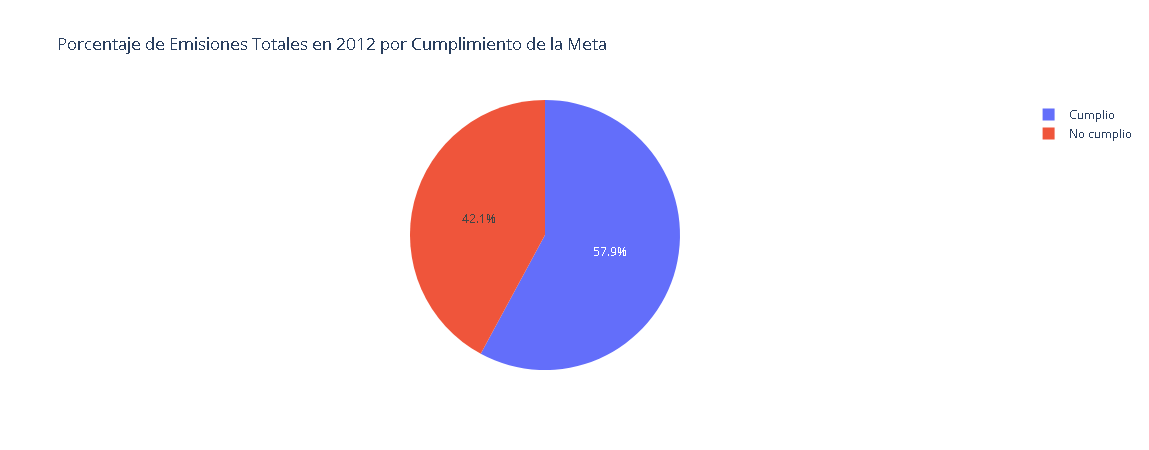 Porcentaje de Emisiones Totales en 2012 por Cumplimiento de la Meta
Cumplio
No cumplio
42.1%
57.9%